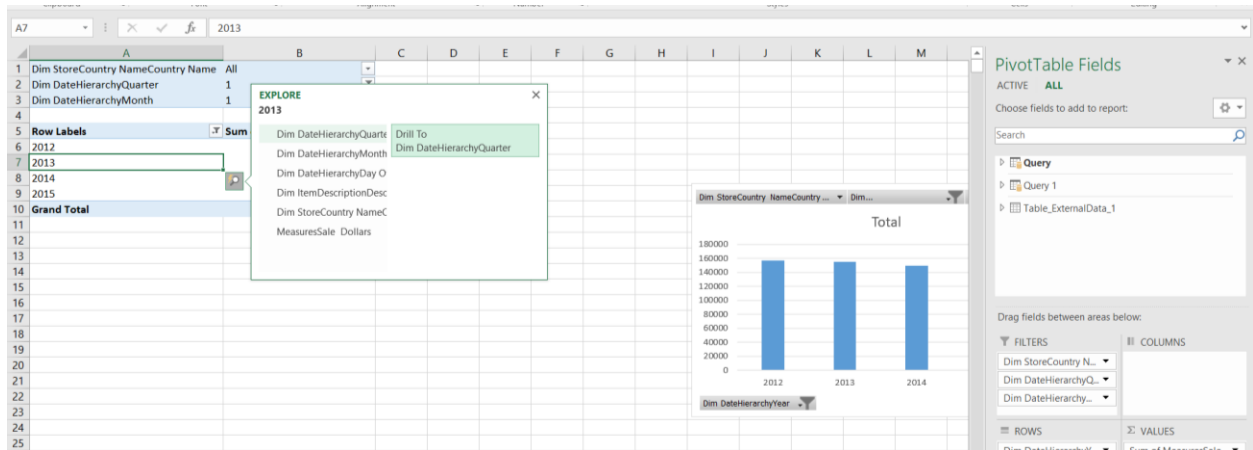 A7
fx
2013
A B C D E F G H I J K L M
1 Dim StoreCountry NameCountry Name All
2 Dim DateHierarchyQuarter 1
3 Dim DateHierarchyMonth 1
4
5 Row Labels Sum
6 2012
7 2013
8 2014
9 2015
10 Grand Total
11
12
13
14
15
16
17
18
19
20
21
22
23
24
25
EXPLORE
2013
Dim DateHierarchyQuarte
Dim DateHierarchyMonth
Dim DateHierarchyDay O
Dim ItemDescriptionDesc
Dim StoreCountry NameC
MeasuresSale Dollars
Drill To
Dim DateHierarchyQuarter
Dim StoreCountry NameCountry ... Dim...
Total
180000
160000
140000
120000
100000
80000
60000
40000
20000
0
2012 2013 2014
Dim DateHierarchyYear
PivotTable Fields
ACTIVE ALL
Choose fields to add to report:
Search
Query
Query 1
Table_ExternalData_1
Drag fields between areas below:
FILTERS
Dim StoreCountry N...
Dim DateHierarchyQ...
Dim DateHierarchy...
COLUMNS
ROWS
Σ VALUES